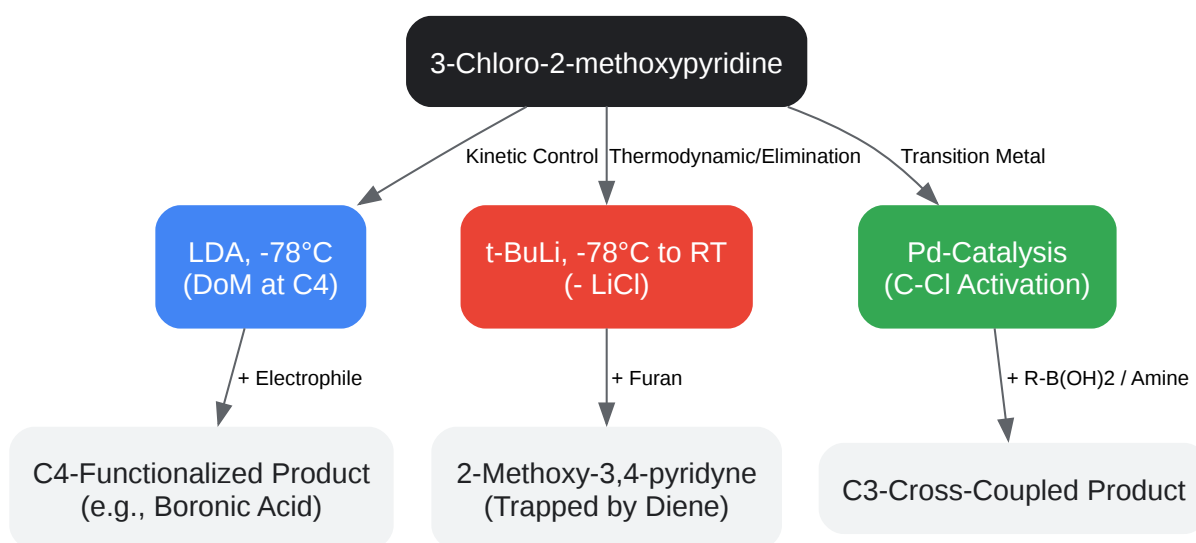 3-Chloro-2-methoxypyridine
Kinetic Control
Thermodynamic/Elimination
Transition Metal
LDA, -78°C
(DoM at C4)
t-BuLi, -78°C to RT
(- LiCl)
Pd-Catalysis
(C-Cl Activation)
+ Electrophile
+ Furan
+ R-B(OH)2 / Amine
C4-Functionalized Product
(e.g., Boronic Acid)
2-Methoxy-3,4-pyridyne
(Trapped by Diene)
C3-Cross-Coupled Product